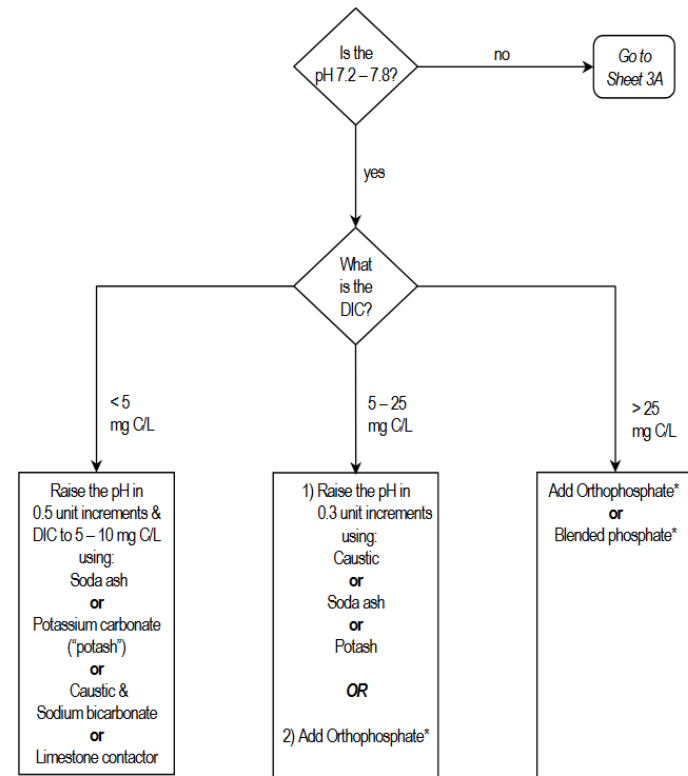 Is the
pH 7.2 – 7.8?
no
Go to
Sheet 3A
yes
What
is the
DIC?
< 5
mg C/L
5 – 25
mg C/L
> 25
mg C/L
Raise the pH in
0.5 unit increments &
DIC to 5 – 10 mg C/L
using:
Soda ash
or
Potassium carbonate
("potash")
or
Caustic &
Sodium bicarbonate
or
Limestone contactor
1) Raise the pH in
0.3 unit increments
using:
Caustic
or
Soda ash
or
Potash
OR
2) Add Orthophosphate*
Add Orthophosphate*
or
Blended phosphate*